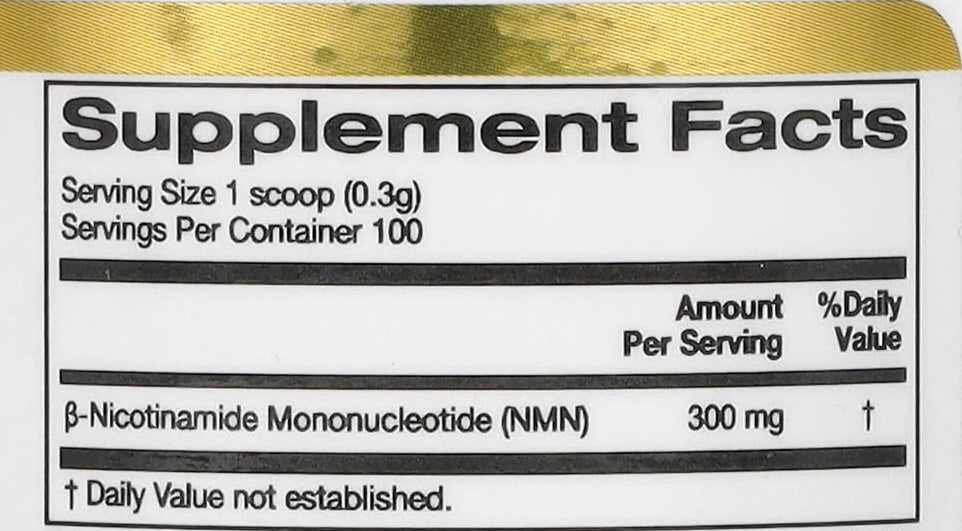 Supplement Facts
Serving Size 1 scoop (0.3g)
Servings Per Container 100
Amount Per Serving %Daily Value
β-Nicotinamide Mononucleotide (NMN) 300 mg †
† Daily Value not established.